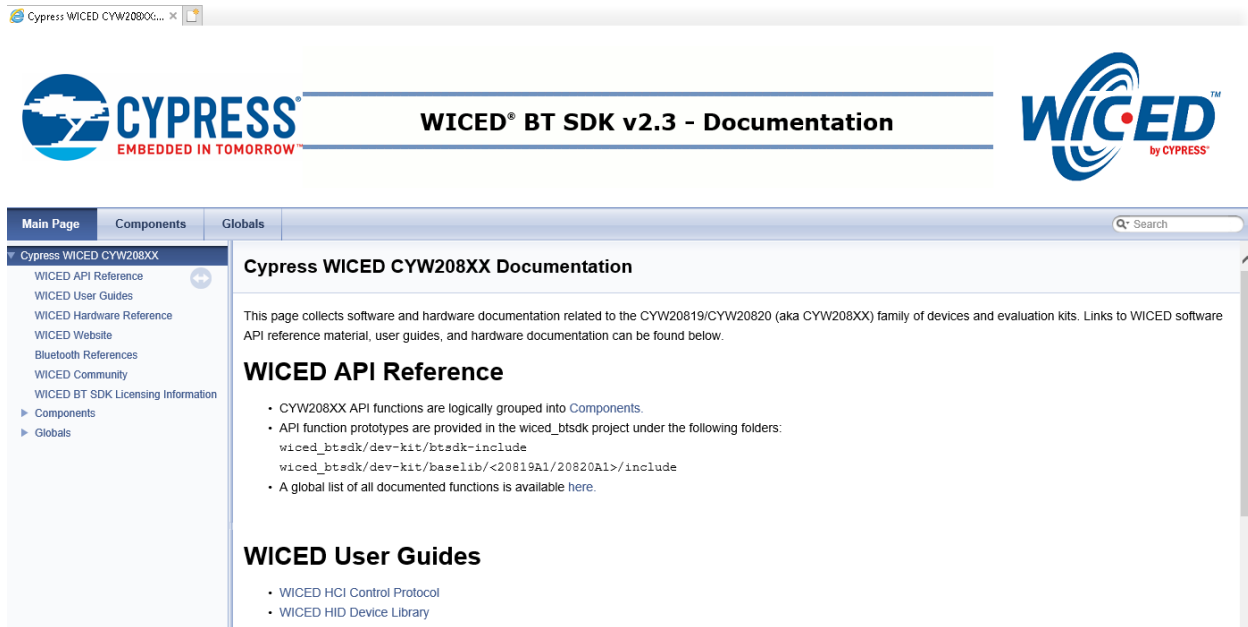 Cypress WICED CYW208XX:...
CYPRESS®
EMBEDDED IN TOMORROW™
WICED® BT SDK v2.3 - Documentation
WICED™
by CYPRESS®
Main Page
Components
Globals
Search
Cypress WICED CYW208XX
WICED API Reference
WICED User Guides
WICED Hardware Reference
WICED Website
Bluetooth References
WICED Community
WICED BT SDK Licensing Information
Components
Globals
Cypress WICED CYW208XX Documentation
This page collects software and hardware documentation related to the CYW20819/CYW20820 (aka CYW208XX) family of devices and evaluation kits. Links to WICED software
API reference material, user guides, and hardware documentation can be found below.
WICED API Reference
• CYW208XX API functions are logically grouped into Components.
• API function prototypes are provided in the wiced_btsdk project under the following folders:
wiced_btsdk/dev-kit/btsdk-include
wiced_btsdk/dev-kit/baselib/<20819A1/20820A1>/include
• A global list of all documented functions is available here.
WICED User Guides
• WICED HCI Control Protocol
• WICED HID Device Library